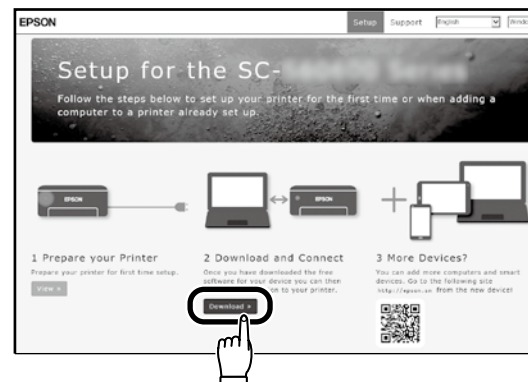 EPSON
Setup Support English Windo
Setup for the SC-
Follow the steps below to set up your printer for the first time or when adding a
computer to a printer already set up.
EPSON
EPSON
1 Prepare your Printer
Prepare your printer for first time setup.
View »
2 Download and Connect
Once you have downloaded the free
software for your device you can then
on to your printer.
Download »
3 More Devices?
You can add more computers and smart
devices. Go to the following site
http://epson.sn from the new device!